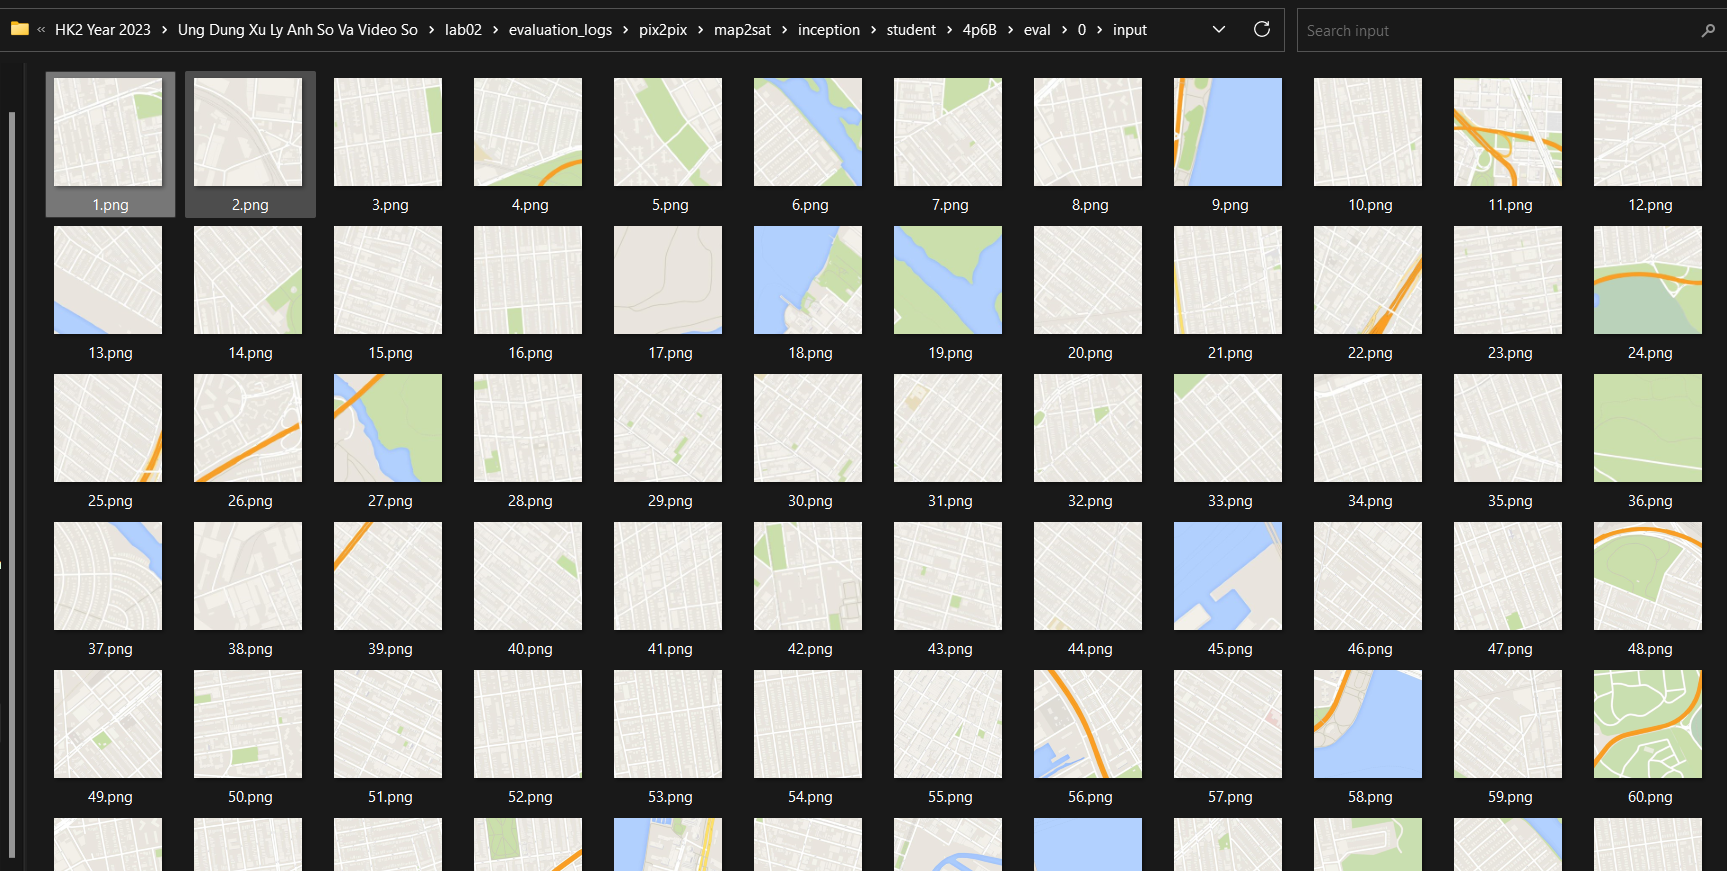 « HK2 Year 2023 > Ung Dung Xu Ly Anh So Va Video So > lab02 > evaluation_logs > pix2pix > map2sat > inception > student > 4p6B > eval > 0 > input
Search input
1.png 2.png 3.png 4.png 5.png 6.png 7.png 8.png 9.png 10.png 11.png 12.png
13.png 14.png 15.png 16.png 17.png 18.png 19.png 20.png 21.png 22.png 23.png 24.png
25.png 26.png 27.png 28.png 29.png 30.png 31.png 32.png 33.png 34.png 35.png 36.png
37.png 38.png 39.png 40.png 41.png 42.png 43.png 44.png 45.png 46.png 47.png 48.png
49.png 50.png 51.png 52.png 53.png 54.png 55.png 56.png 57.png 58.png 59.png 60.png